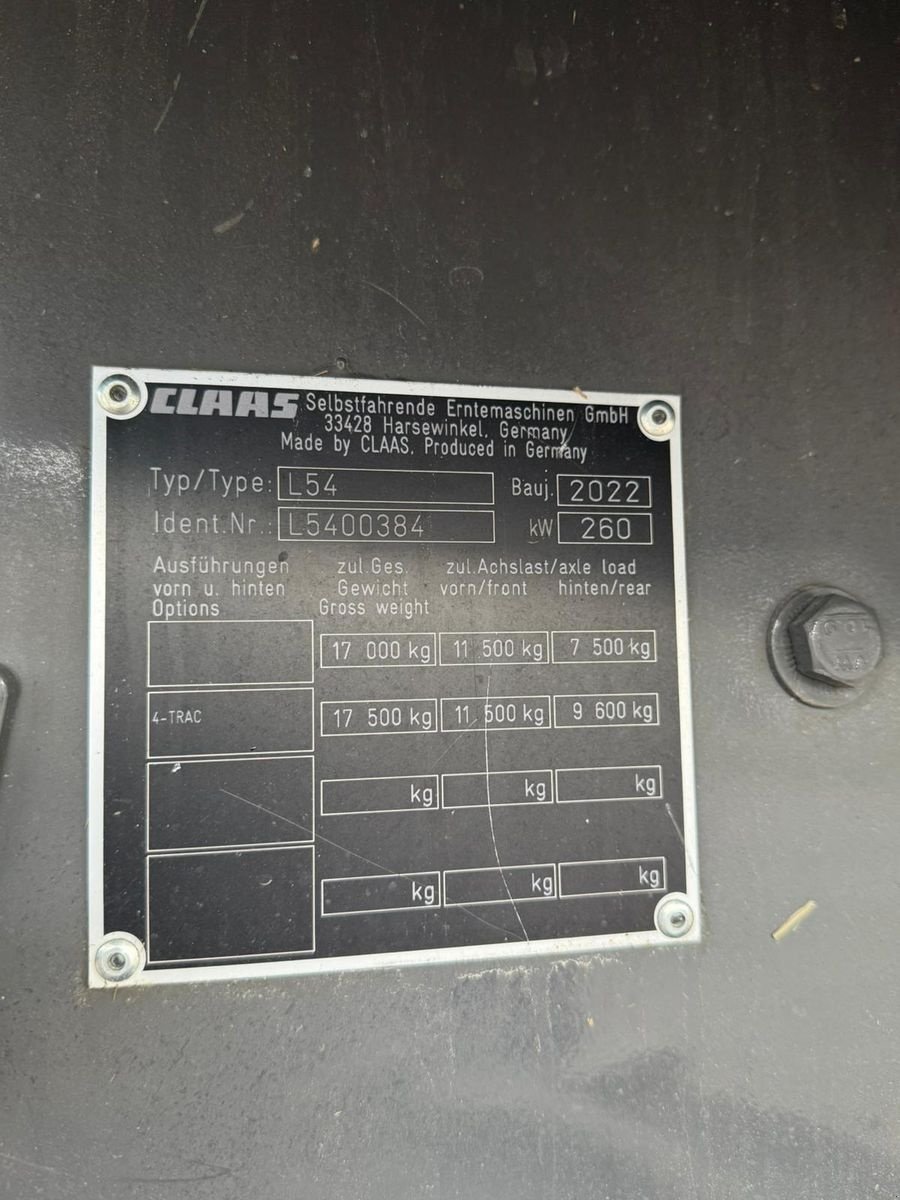 CLAAS Selbstfahrende Erntemaschinen GmbH
33428 Harsewinkel, Germany
Made by CLAAS, Produced in Germany
Typ/Type: L54 Bauj. 2022
Ident.Nr.: L5400384 kW 260
Ausführungen zul.Ges. zul.Achslast/axle load
vorn u. hinten Gewicht vorn/front hinten/rear
Options Gross weight
17 000 kg 11 500 kg 7 500 kg
4-TRAC 17 500 kg 11 500 kg 9 600 kg
kg kg kg
kg kg kg